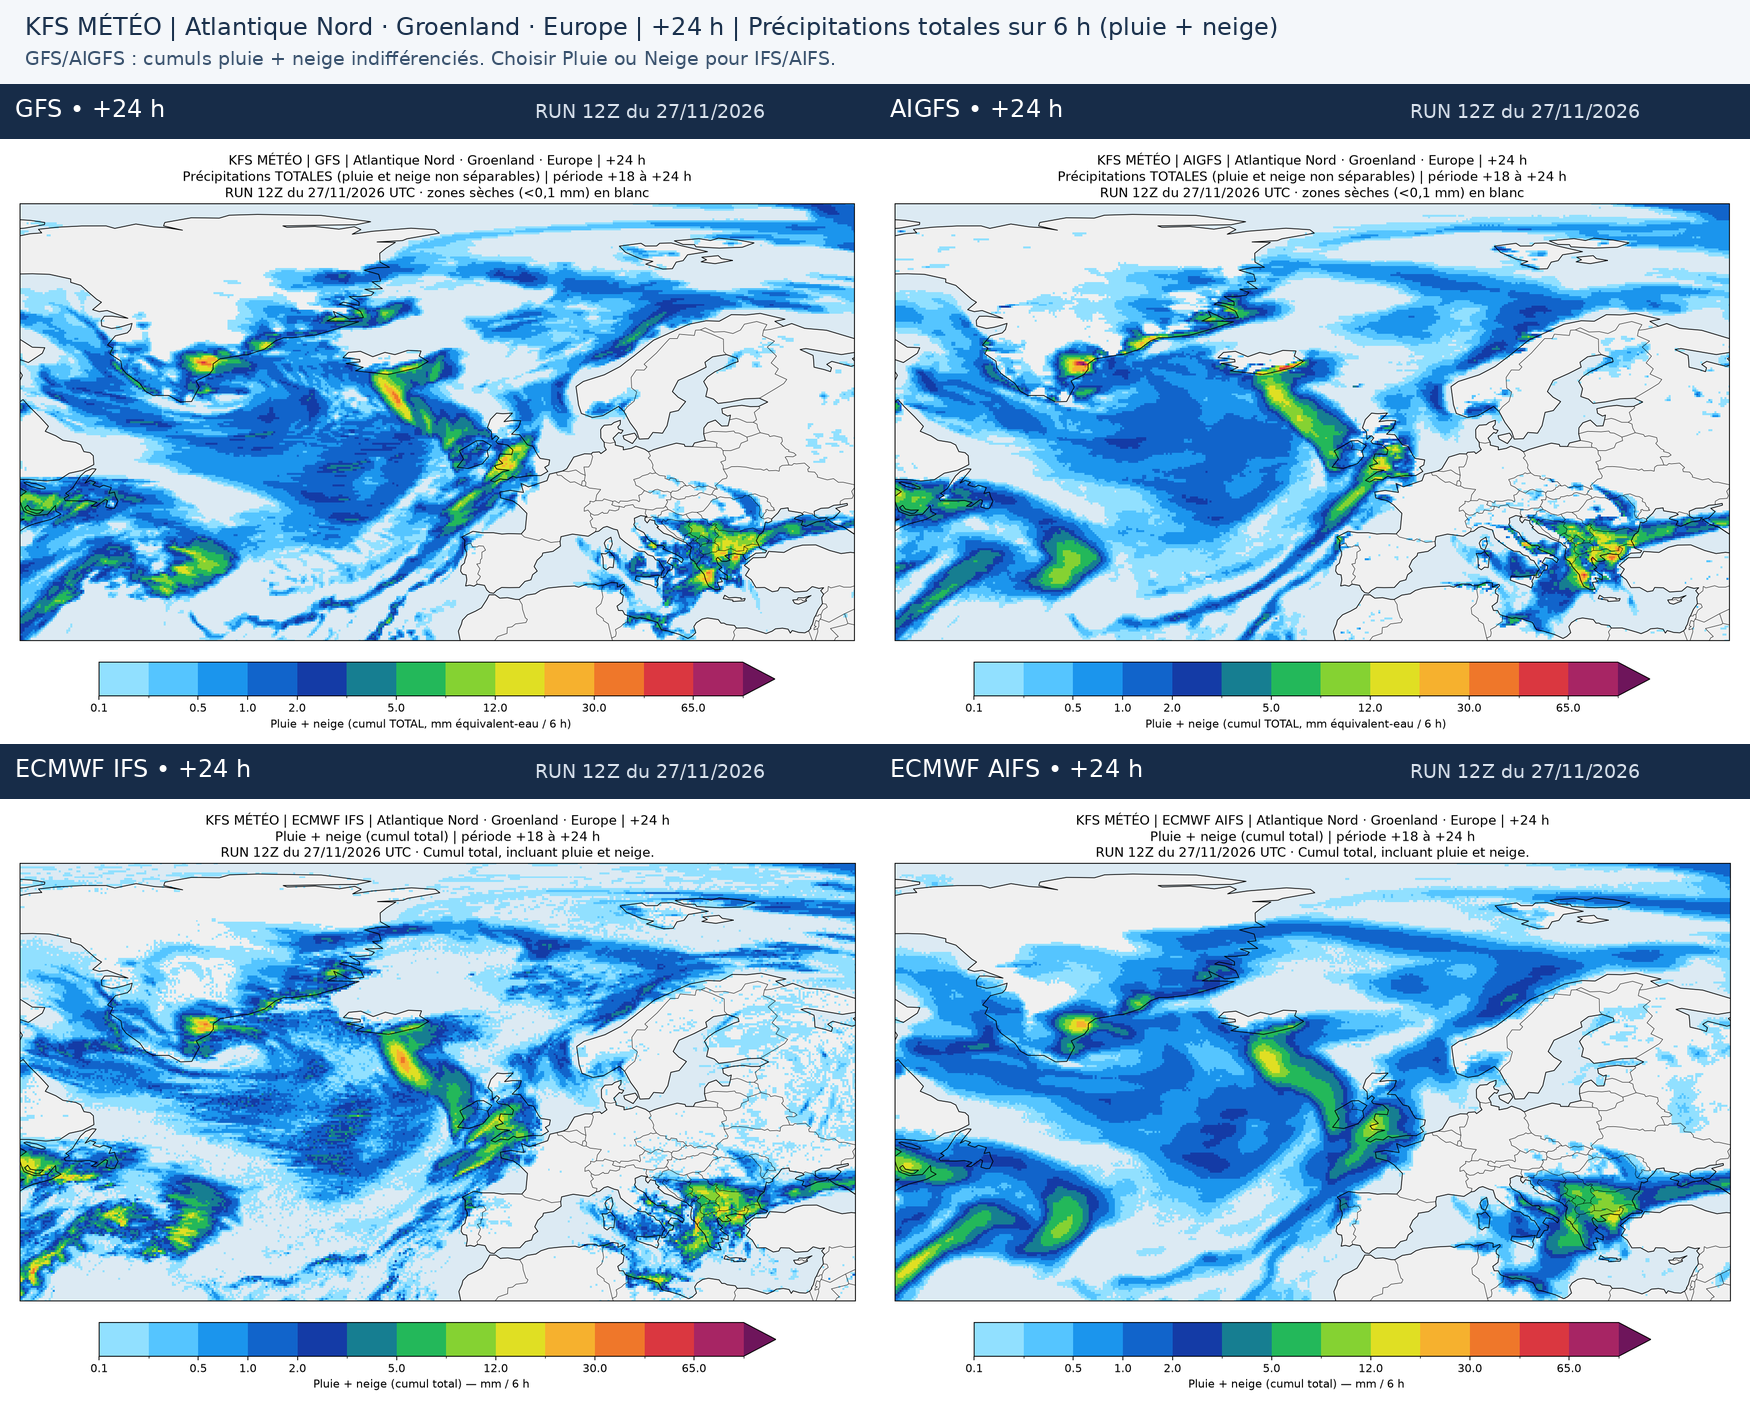 KFS MÉTÉO | Atlantique Nord · Groenland · Europe | +24 h | Précipitations totales sur 6 h (pluie + neige)
GFS/AIGFS : cumuls pluie + neige indifférenciés. Choisir Pluie ou Neige pour IFS/AIFS.
GFS • +24 h RUN 12Z du 27/11/2026
KFS MÉTÉO | GFS | Atlantique Nord · Groenland · Europe | +24 h
Précipitations TOTALES (pluie et neige non séparables) | période +18 à +24 h
RUN 12Z du 27/11/2026 UTC · zones sèches (<0,1 mm) en blanc
0.1 0.5 1.0 2.0 5.0 12.0 30.0 65.0
Pluie + neige (cumul TOTAL, mm équivalent-eau / 6 h)
AIGFS • +24 h RUN 12Z du 27/11/2026
KFS MÉTÉO | AIGFS | Atlantique Nord · Groenland · Europe | +24 h
Précipitations TOTALES (pluie et neige non séparables) | période +18 à +24 h
RUN 12Z du 27/11/2026 UTC · zones sèches (<0,1 mm) en blanc
0.1 0.5 1.0 2.0 5.0 12.0 30.0 65.0
Pluie + neige (cumul TOTAL, mm équivalent-eau / 6 h)
ECMWF IFS • +24 h RUN 12Z du 27/11/2026
KFS MÉTÉO | ECMWF IFS | Atlantique Nord · Groenland · Europe | +24 h
Pluie + neige (cumul total) | période +18 à +24 h
RUN 12Z du 27/11/2026 UTC · Cumul total, incluant pluie et neige.
0.1 0.5 1.0 2.0 5.0 12.0 30.0 65.0
Pluie + neige (cumul total) — mm / 6 h
ECMWF AIFS • +24 h RUN 12Z du 27/11/2026
KFS MÉTÉO | ECMWF AIFS | Atlantique Nord · Groenland · Europe | +24 h
Pluie + neige (cumul total) | période +18 à +24 h
RUN 12Z du 27/11/2026 UTC · Cumul total, incluant pluie et neige.
0.1 0.5 1.0 2.0 5.0 12.0 30.0 65.0
Pluie + neige (cumul total) — mm / 6 h